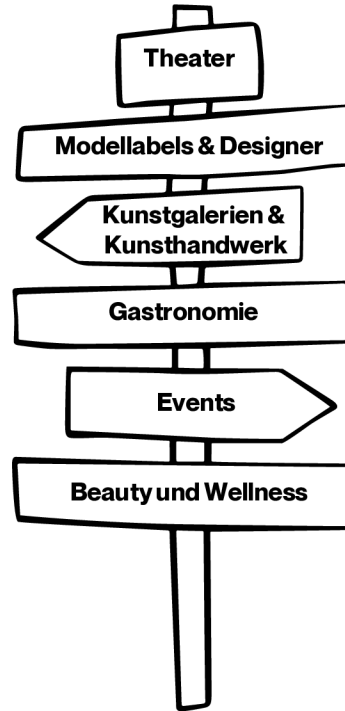 Theater
Modellabels & Designer
Kunstgalerien &
Kunsthandwerk
Gastronomie
Events
Beauty und Wellness